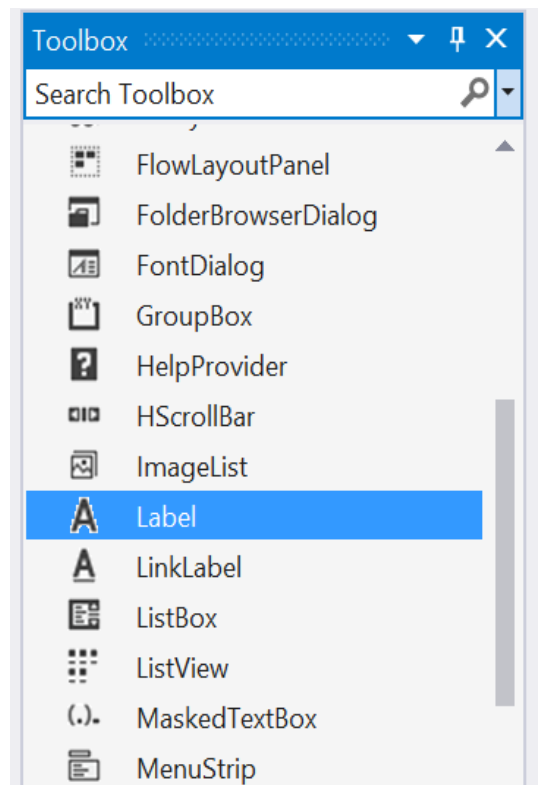 Toolbox
Search Toolbox
FlowLayoutPanel
FolderBrowserDialog
FontDialog
GroupBox
HelpProvider
HScrollBar
ImageList
Label
LinkLabel
ListBox
ListView
MaskedTextBox
MenuStrip